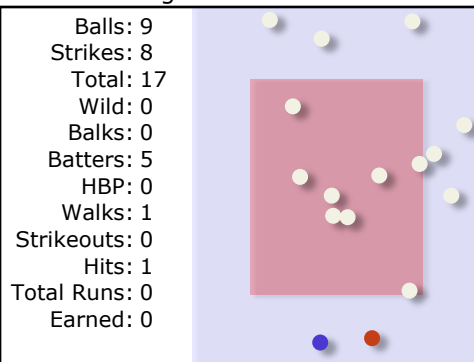 Balls: 9
Strikes: 8
Total: 17
Wild: 0
Balks: 0
Batters: 5
HBP: 0
Walks: 1
Strikeouts: 0
Hits: 1
Total Runs: 0
Earned: 0